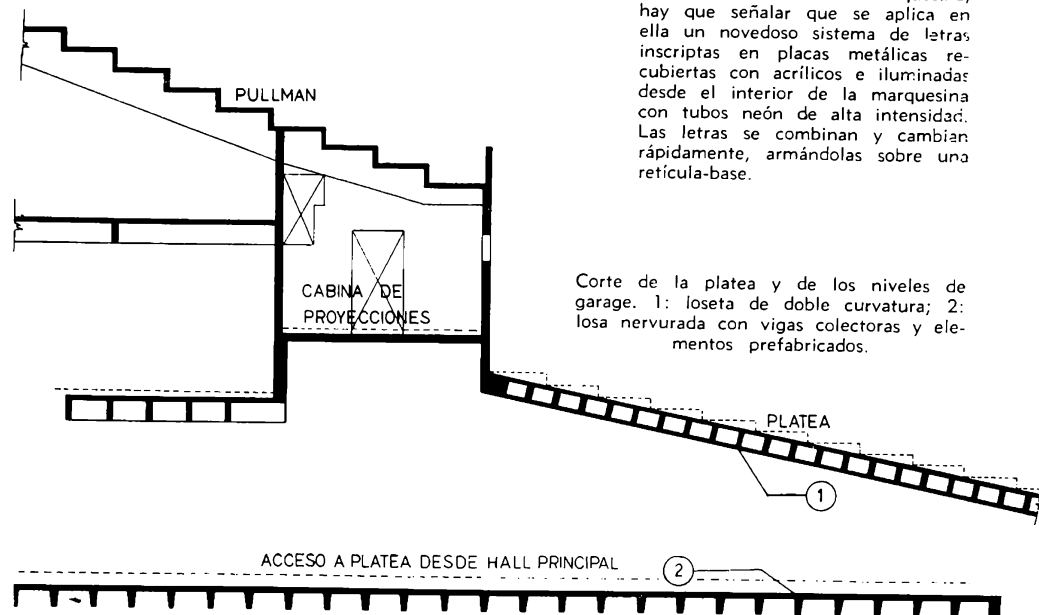 hay que señalar que se aplica en
ella un novedoso sistema de letras
inscriptas en placas metálicas re-
cubiertas con acrílicos e iluminadas
desde el interior de la marquesina
con tubos neón de alta intensidad.
Las letras se combinan y cambian
rápidamente, armándolas sobre una
retícula-base.
PULLMAN
CABINA DE
PROYECCIONES
Corte de la platea y de los niveles de
garage. 1: loseta de doble curvatura; 2:
losa nervurada con vigas colectoras y ele-
mentos prefabricados.
PLATEA
1
ACCESO A PLATEA DESDE HALL PRINCIPAL
2